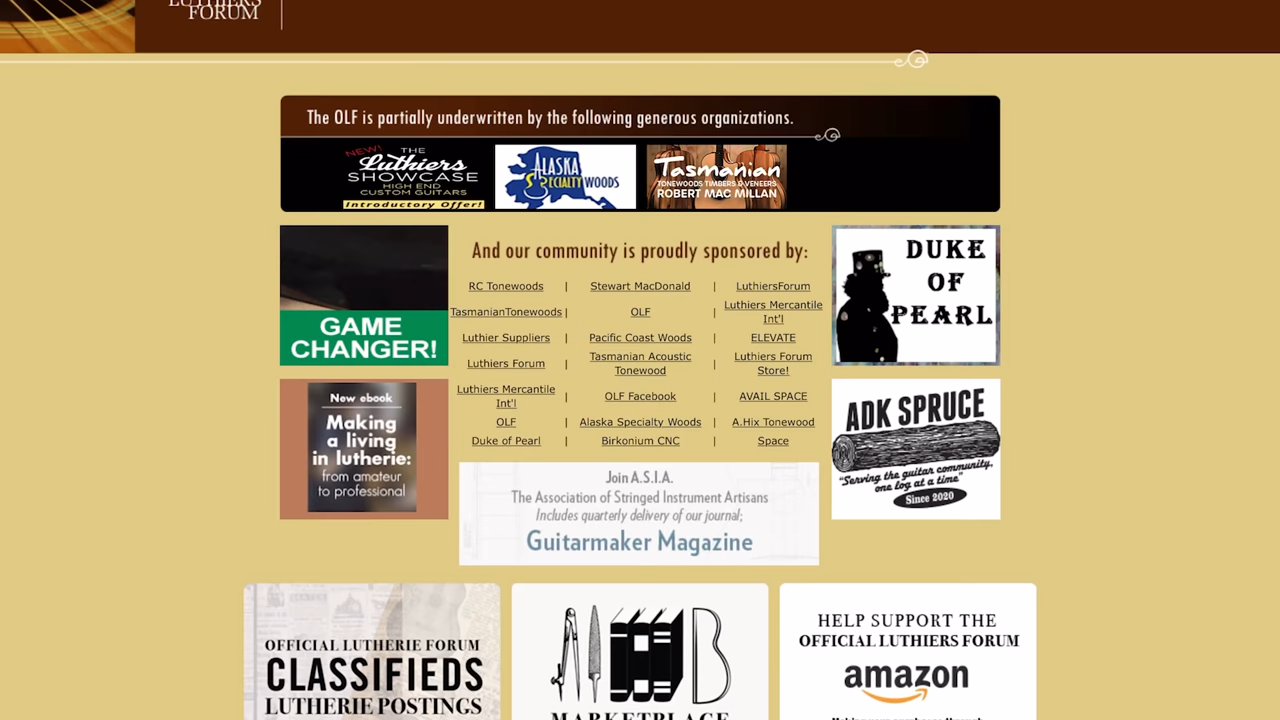 LUTHIERS
FORUM
The OLF is partially underwritten by the following generous organizations.
NEW!
THE
Luthiers
SHOWCASE
HIGH END
CUSTOM GUITARS
Introductory Offer!
ALASKA
SPECIALTY WOODS
Tasmanian
TONEWOODS TIMBERS & VENEERS
ROBERT MAC MILLAN
GAME
CHANGER!
And our community is proudly sponsored by:
RC Tonewoods | Stewart MacDonald | LuthiersForum
TasmanianTonewoods | OLF | Luthiers Mercantile
Int'l
Luthier Suppliers | Pacific Coast Woods | ELEVATE
Luthiers Forum | Tasmanian Acoustic
Tonewood | Luthiers Forum
Store!
Luthiers Mercantile
Int'l | OLF Facebook | AVAIL SPACE
OLF | Alaska Specialty Woods | A.Hix Tonewood
Duke of Pearl | Birkonium CNC | Space
DUKE
OF
PEARL
New ebook
Making
a living
in lutherie:
from amateur
to professional
Join A.S.I.A.
The Association of Stringed Instrument Artisans
Includes quarterly delivery of our journal;
Guitarmaker Magazine
ADK SPRUCE
"Serving the guitar community,
one log at a time"
Since 2020
OFFICIAL LUTHERIE FORUM
CLASSIFIEDS
LUTHERIE POSTINGS
MARKETPLACE
HELP SUPPORT THE
OFFICIAL LUTHIERS FORUM
amazon